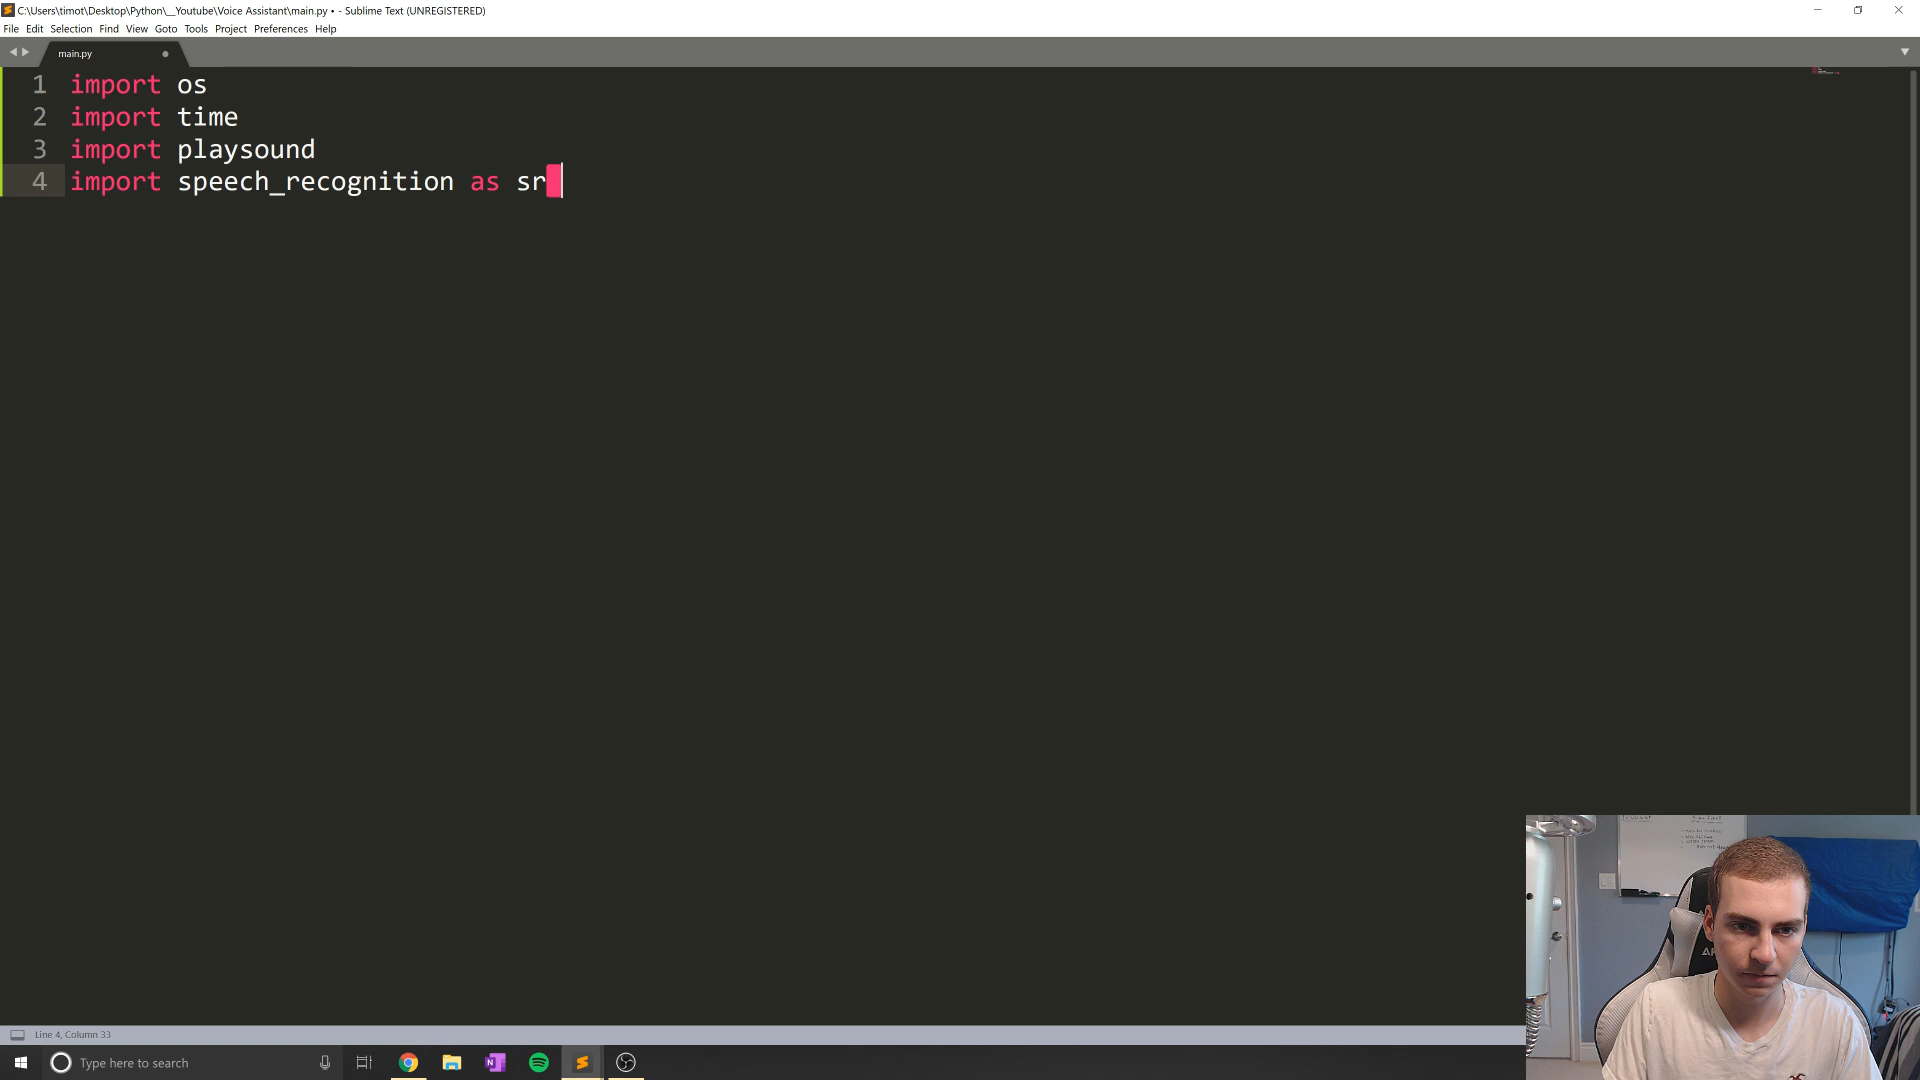 C:\Users\timot\Desktop\Python\__Youtube\Voice Assistant\main.py • - Sublime Text (UNREGISTERED)
File Edit Selection Find View Goto Tools Project Preferences Help
main.py
1 import os
2 import time
3 import playsound
4 import speech_recognition as sr
Line 4, Column 33
Type here to search